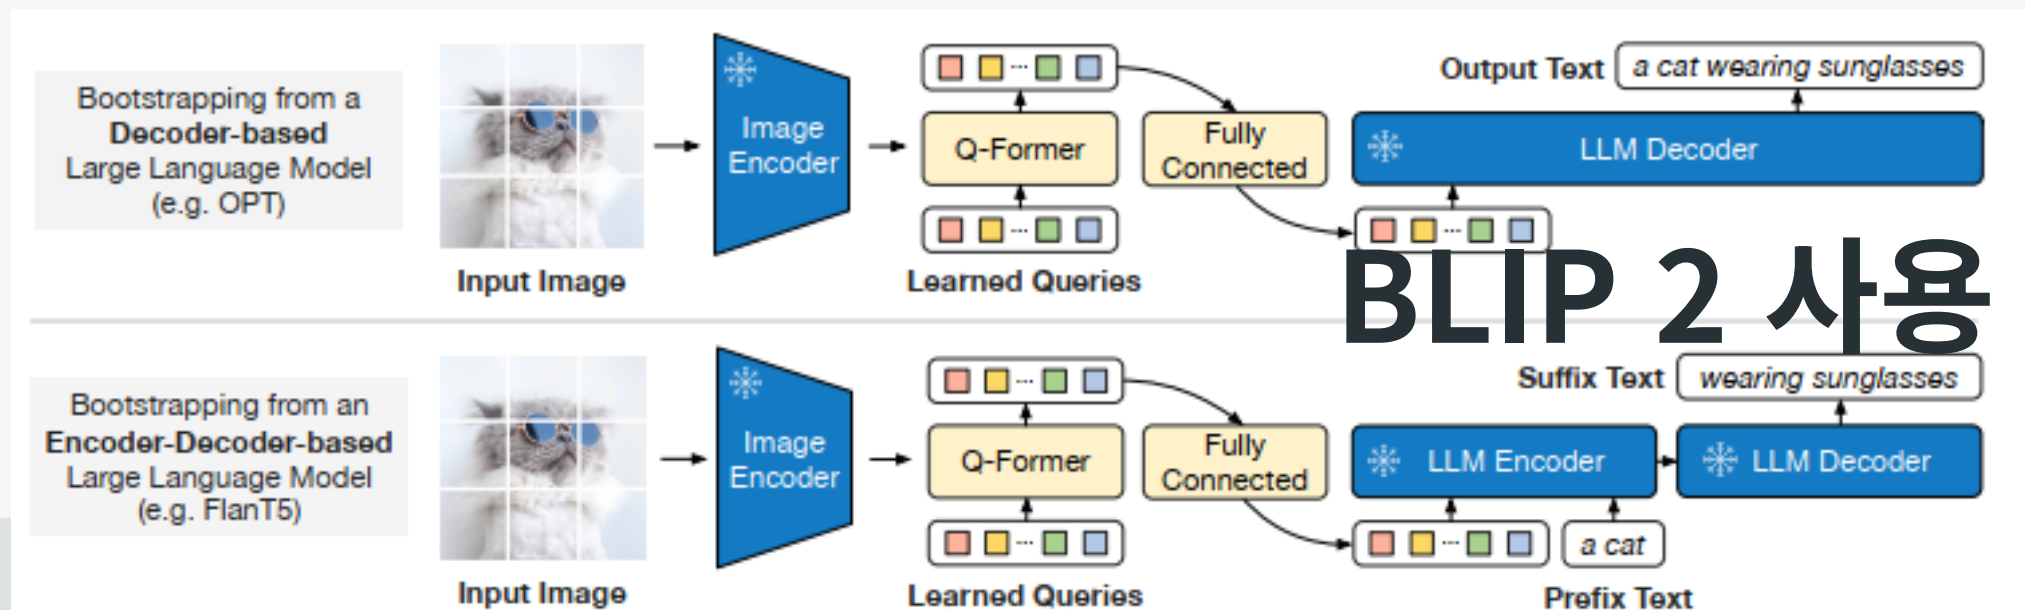 Bootstrapping from a
Decoder-based
Large Language Model
(e.g. OPT)
Input Image
Image
Encoder
Q-Former
Learned Queries
Fully
Connected
Output Text
a cat wearing sunglasses
LLM Decoder
BLIP 2 사용
Bootstrapping from an
Encoder-Decoder-based
Large Language Model
(e.g. FlanT5)
Input Image
Image
Encoder
Q-Former
Learned Queries
Fully
Connected
Suffix Text
wearing sunglasses
LLM Encoder
LLM Decoder
a cat
Prefix Text